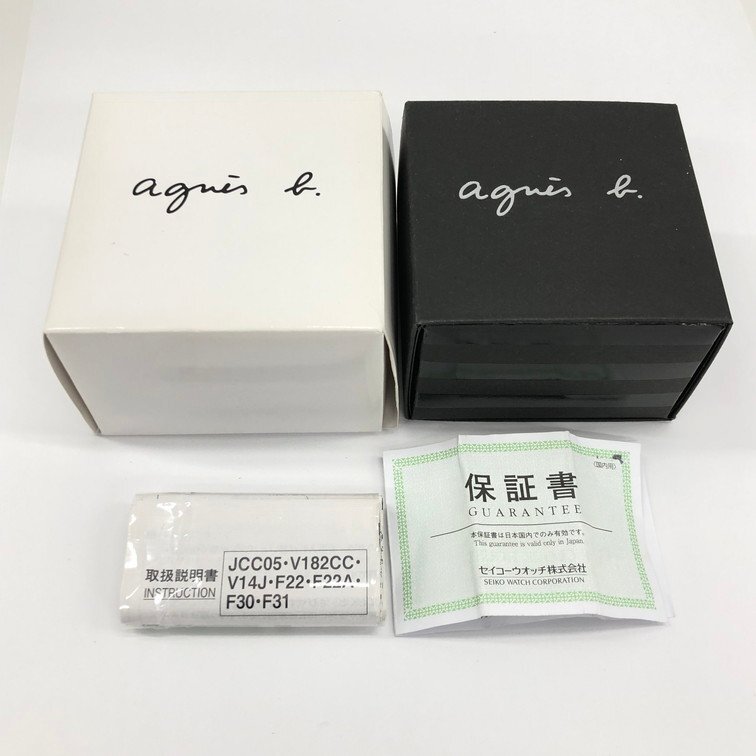 agnès b.
agnès b.
取扱説明書
INSTRUCTION
JCC05・V182CC・
V14J・F22・F22A・
F30・F31
〈国内用〉
保証書
GUARANTEE
本保証書は日本国内でのみ有効です。
This guarantee is valid only in Japan.
セイコーウオッチ株式会社
SEIKO WATCH CORPORATION